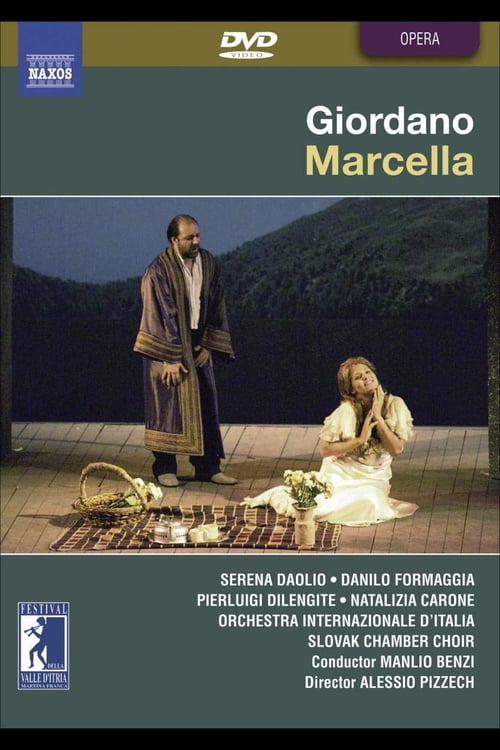 NAXOS
DVD
VIDEO
OPERA
Giordano
Marcella
SERENA DAOLIO • DANILO FORMAGGIA
PIERLUIGI DILENGITE • NATALIZIA CARONE
ORCHESTRA INTERNAZIONALE D'ITALIA
SLOVAK CHAMBER CHOIR
Conductor MANLIO BENZI
Director ALESSIO PIZZECH
FESTIVAL
DELLA
VALLE D'ITRIA
MARTINA FRANCA